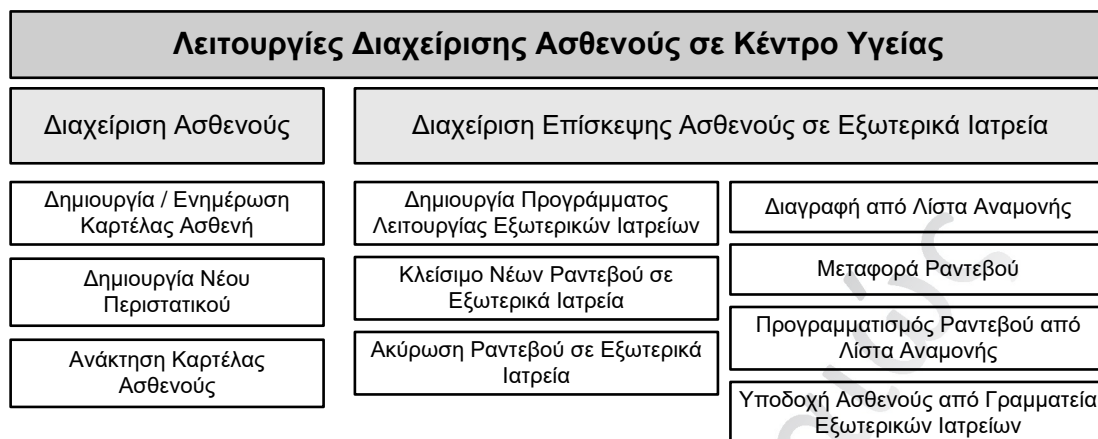 Λειτουργίες Διαχείρισης Ασθενούς σε Κέντρο Υγείας
Διαχείριση Ασθενούς
Διαχείριση Επίσκεψης Ασθενούς σε Εξωτερικά Ιατρεία
Δημιουργία / Ενημέρωση
Καρτέλας Ασθενή
Δημιουργία Νέου
Περιστατικού
Ανάκτηση Καρτέλας
Ασθενούς
Δημιουργία Προγράμματος
Λειτουργίας Εξωτερικών Ιατρείων
Κλείσιμο Νέων Ραντεβού σε
Εξωτερικά Ιατρεία
Ακύρωση Ραντεβού σε Εξωτερικά
Ιατρεία
Διαγραφή από Λίστα Αναμονής
Μεταφορά Ραντεβού
Προγραμματισμός Ραντεβού από
Λίστα Αναμονής
Υποδοχή Ασθενούς από Γραμματεία
Εξωτερικών Ιατρείων